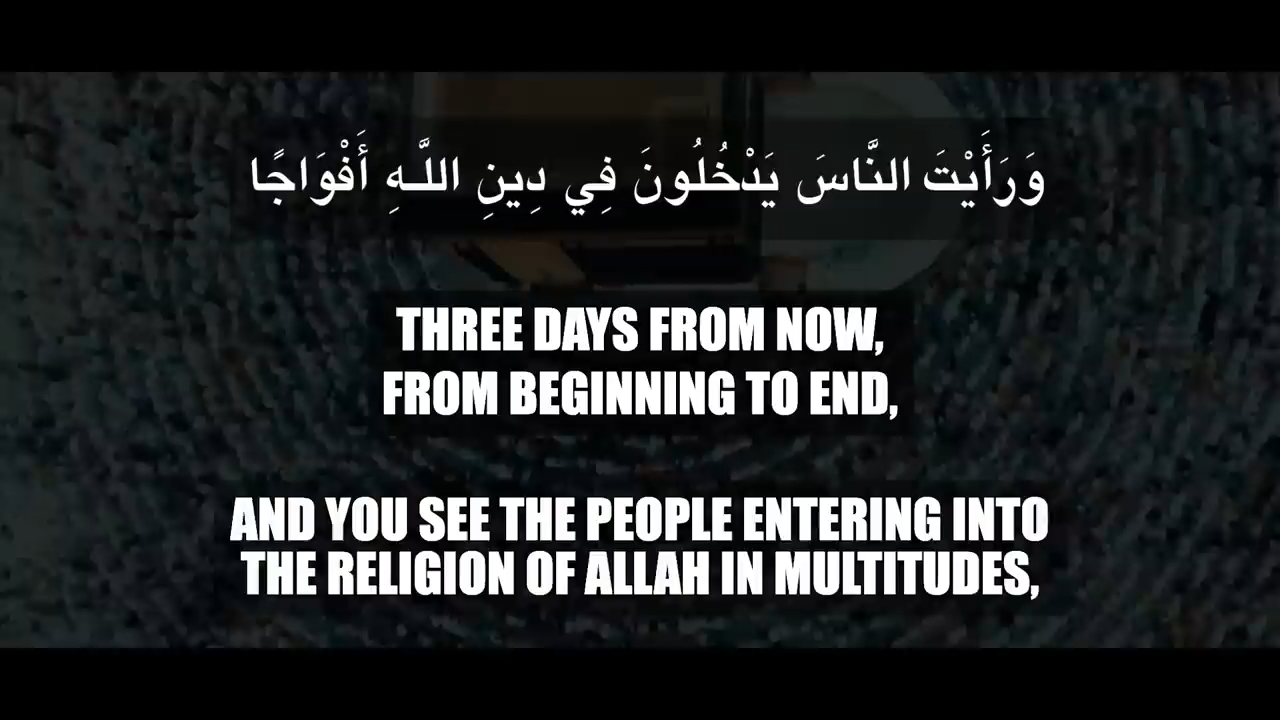 وَرَأَيْتَ النَّاسَ يَدْخُلُونَ فِي دِينِ اللَّـهِ أَفْوَاجًا
THREE DAYS FROM NOW,
FROM BEGINNING TO END,
AND YOU SEE THE PEOPLE ENTERING INTO
THE RELIGION OF ALLAH IN MULTITUDES,